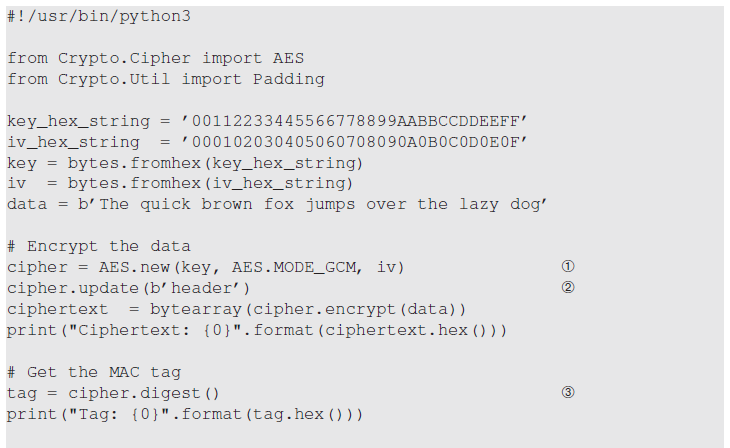 #!/usr/bin/python3
from Crypto.Cipher import AES
from Crypto.Util import Padding
key_hex_string = ’00112233445566778899AABBCCDDEEFF’
iv_hex_string  = ’000102030405060708090A0B0C0D0E0F’
key = bytes.fromhex(key_hex_string)
iv  = bytes.fromhex(iv_hex_string)
data = b’The quick brown fox jumps over the lazy dog’
# Encrypt the data
cipher = AES.new(key, AES.MODE_GCM, iv) ①
cipher.update(b’header’) ②
ciphertext  = bytearray(cipher.encrypt(data))
print("Ciphertext: {0}".format(ciphertext.hex()))
# Get the MAC tag
tag = cipher.digest() ③
print("Tag: {0}".format(tag.hex()))